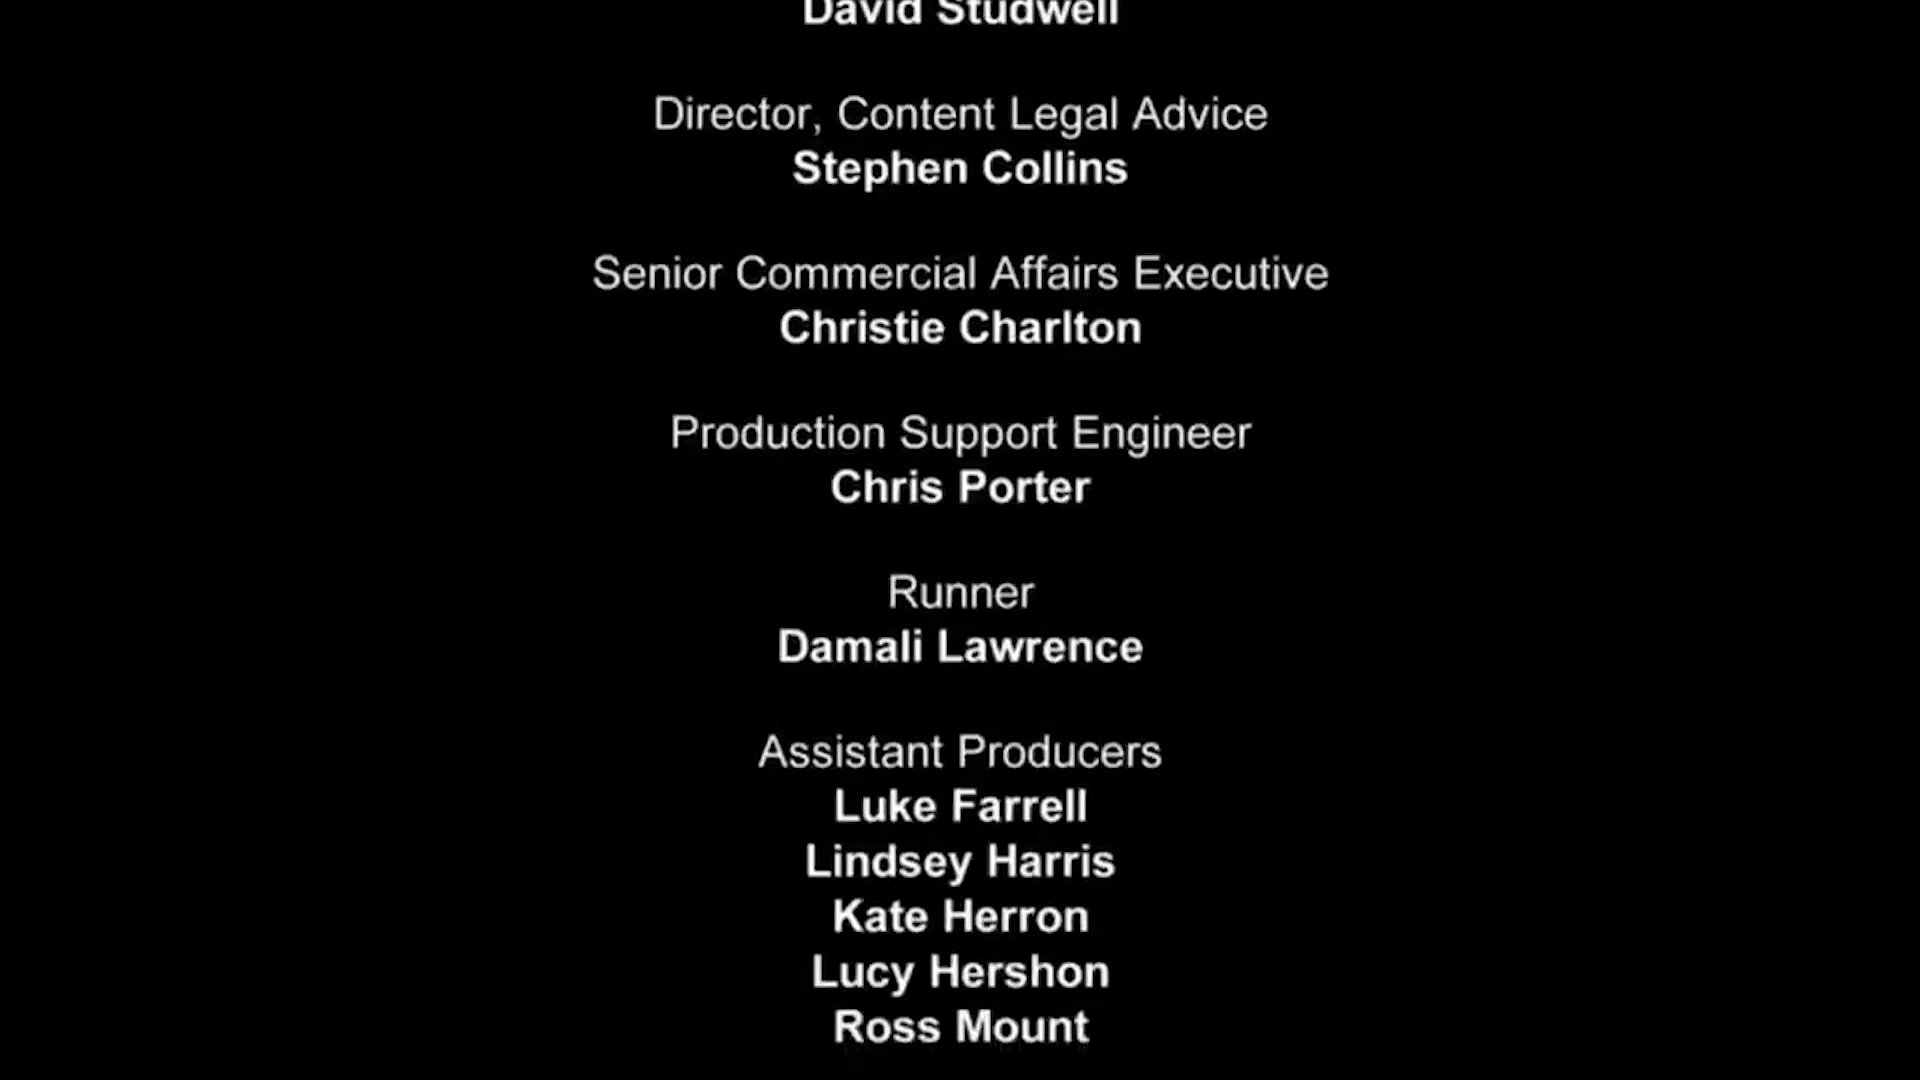 David Studwell
Director, Content Legal Advice
Stephen Collins
Senior Commercial Affairs Executive
Christie Charlton
Production Support Engineer
Chris Porter
Runner
Damali Lawrence
Assistant Producers
Luke Farrell
Lindsey Harris
Kate Herron
Lucy Hershon
Ross Mount